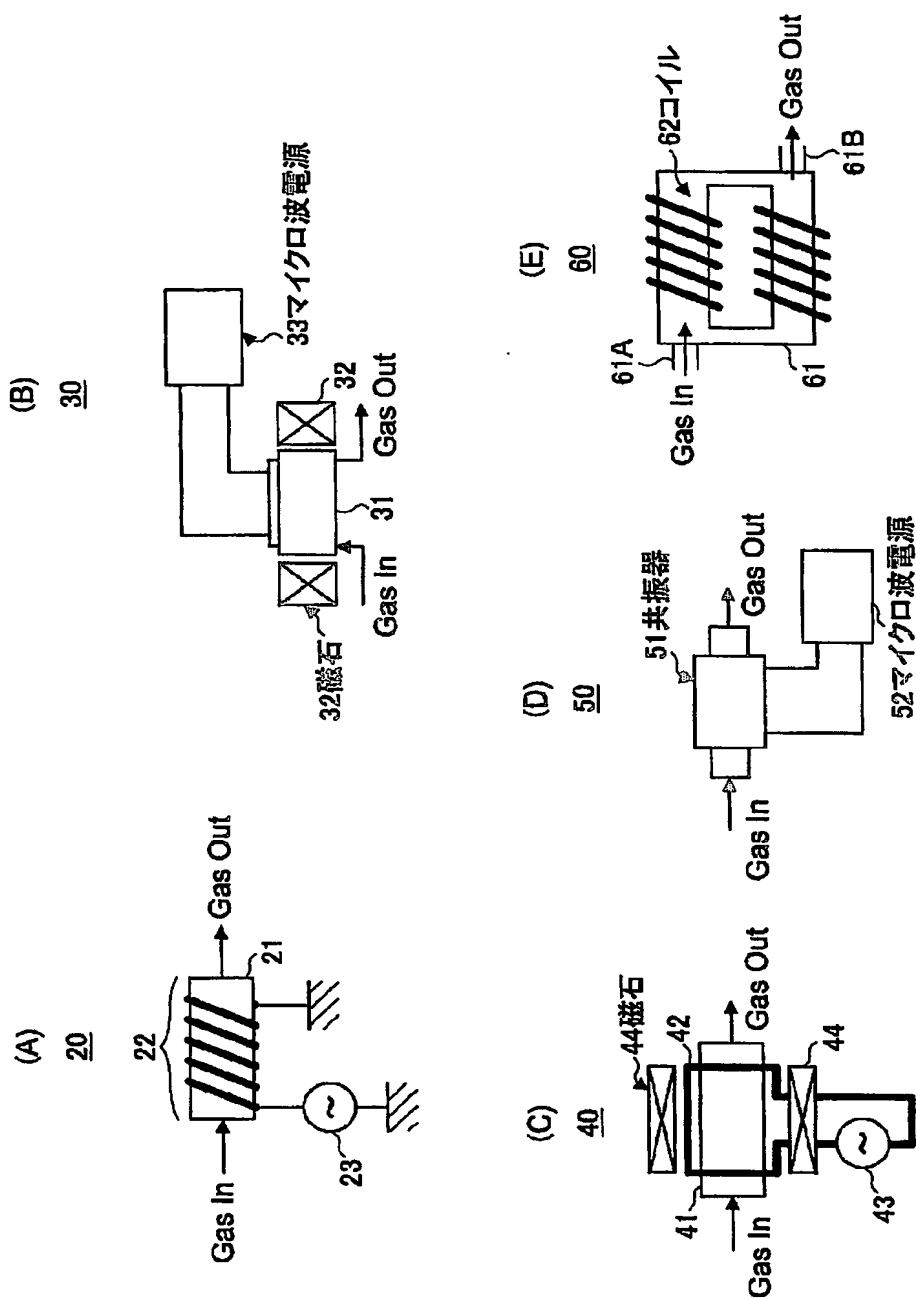 (A)
20
22
Gas In
Gas Out
21
23
(B)
30
33マイクロ波電源
32磁石
32
Gas In
31
Gas Out
(C)
40
44磁石
42
Gas Out
41
Gas In
44
43
(D)
50
51共振器
Gas Out
Gas In
52マイクロ波電源
(E)
60
62コイル
61A
Gas In
Gas Out
61B
61